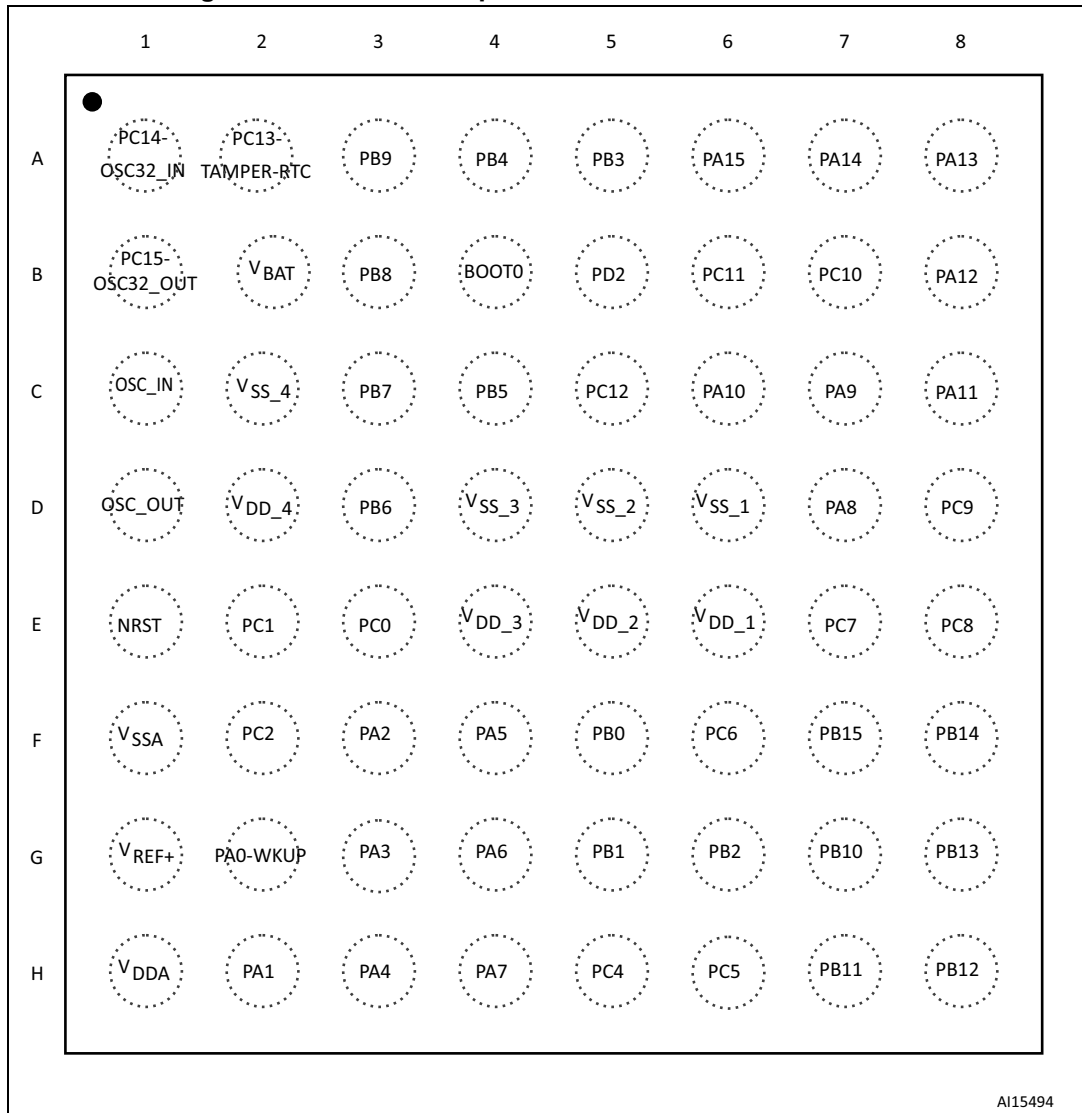 1 2 3 4 5 6 7 8
A PC14-OSC32_IN PC13-TAMPER-RTC PB9 PB4 PB3 PA15 PA14 PA13
B PC15-OSC32_OUT VBAT PB8 BOOT0 PD2 PC11 PC10 PA12
C OSC_IN VSS_4 PB7 PB5 PC12 PA10 PA9 PA11
D OSC_OUT VDD_4 PB6 VSS_3 VSS_2 VSS_1 PA8 PC9
E NRST PC1 PC0 VDD_3 VDD_2 VDD_1 PC7 PC8
F VSSA PC2 PA2 PA5 PB0 PC6 PB15 PB14
G VREF+ PA0-WKUP PA3 PA6 PB1 PB2 PB10 PB13
H VDDA PA1 PA4 PA7 PC4 PC5 PB11 PB12
AI15494